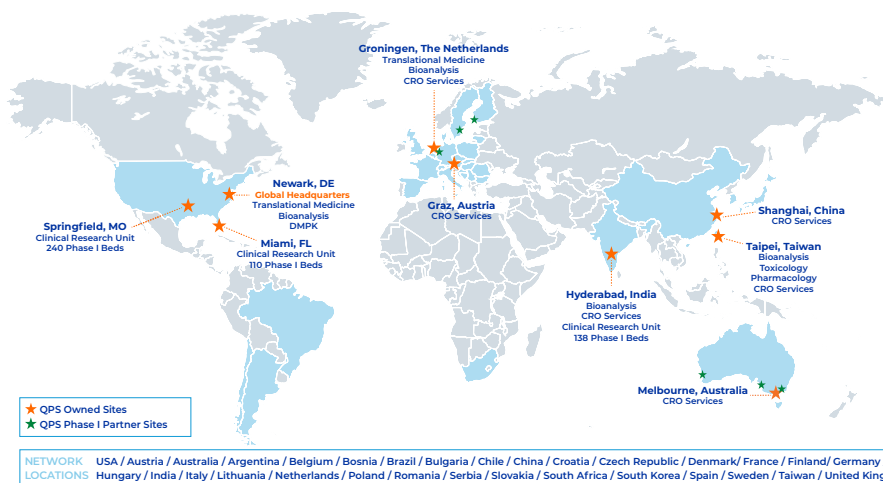 Groningen, The Netherlands
Translational Medicine
Bioanalysis
CRO Services
Newark, DE
Global Headquarters
Translational Medicine
Bioanalysis
DMPK
Springfield, MO
Clinical Research Unit
240 Phase I Beds
Miami, FL
Clinical Research Unit
110 Phase I Beds
Graz, Austria
CRO Services
Shanghai, China
CRO Services
Taipei, Taiwan
Bioanalysis
Toxicology
Pharmacology
CRO Services
Hyderabad, India
Bioanalysis
CRO Services
Clinical Research Unit
138 Phase I Beds
Melbourne, Australia
CRO Services
QPS Owned Sites
QPS Phase I Partner Sites
NETWORK USA / Austria / Australia / Argentina / Belgium / Bosnia / Brazil / Bulgaria / Chile / China / Croatia / Czech Republic / Denmark/ France / Finland/ Germany
LOCATIONS Hungary / India / Italy / Lithuania / Netherlands / Poland / Romania / Serbia / Slovakia / South Africa / South Korea / Spain / Sweden / Taiwan / United